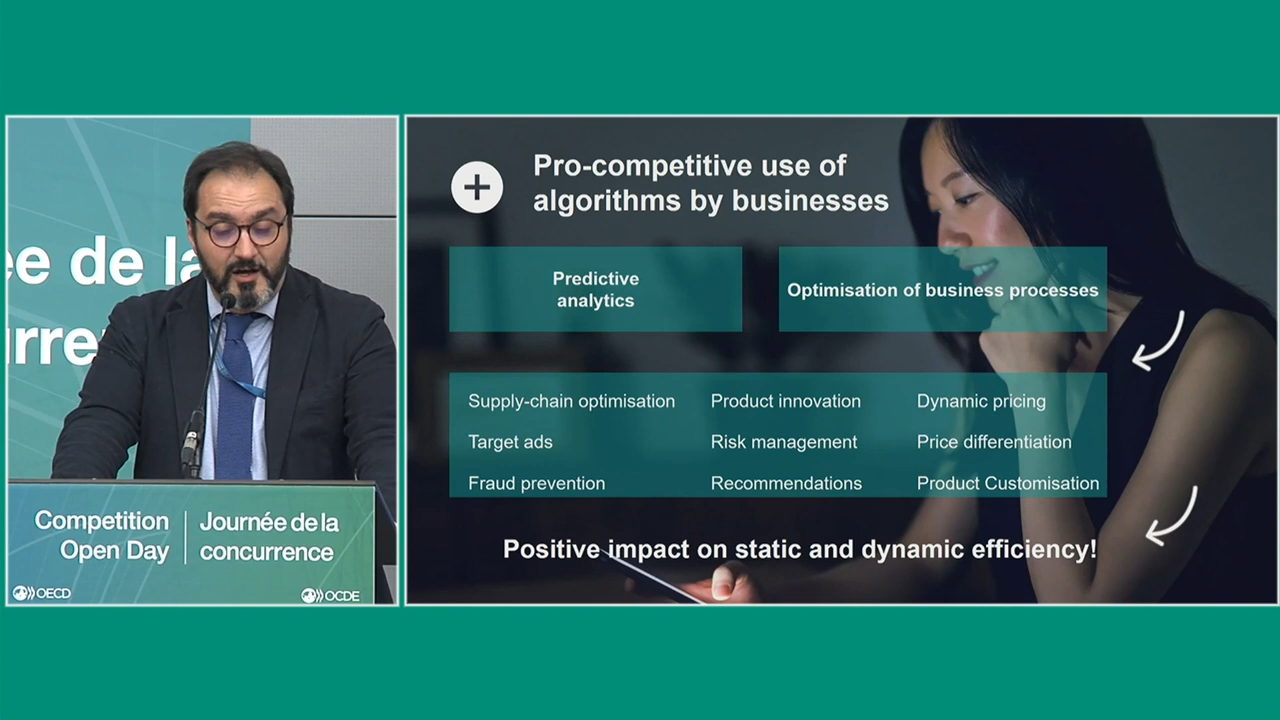 ée de la
urre
Competition
Open Day
Journée de la
concurrence
OECD
OCDE
Pro-competitive use of
algorithms by businesses
Predictive
analytics
Optimisation of business processes
Supply-chain optimisation
Product innovation
Dynamic pricing
Target ads
Risk management
Price differentiation
Fraud prevention
Recommendations
Product Customisation
Positive impact on static and dynamic efficiency!